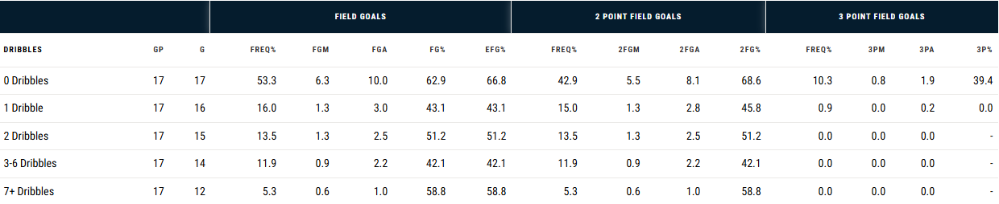 FIELD GOALS 2 POINT FIELD GOALS 3 POINT FIELD GOALS
DRIBBLES GP G FREQ% FGM FGA FG% EFG% FREQ% 2FGM 2FGA 2FG% FREQ% 3PM 3PA 3P%
0 Dribbles 17 17 53.3 6.3 10.0 62.9 66.8 42.9 5.5 8.1 68.6 10.3 0.8 1.9 39.4
1 Dribble 17 16 16.0 1.3 3.0 43.1 43.1 15.0 1.3 2.8 45.8 0.9 0.0 0.2 0.0
2 Dribbles 17 15 13.5 1.3 2.5 51.2 51.2 13.5 1.3 2.5 51.2 0.0 0.0 0.0 -
3-6 Dribbles 17 14 11.9 0.9 2.2 42.1 42.1 11.9 0.9 2.2 42.1 0.0 0.0 0.0 -
7+ Dribbles 17 12 5.3 0.6 1.0 58.8 58.8 5.3 0.6 1.0 58.8 0.0 0.0 0.0 -